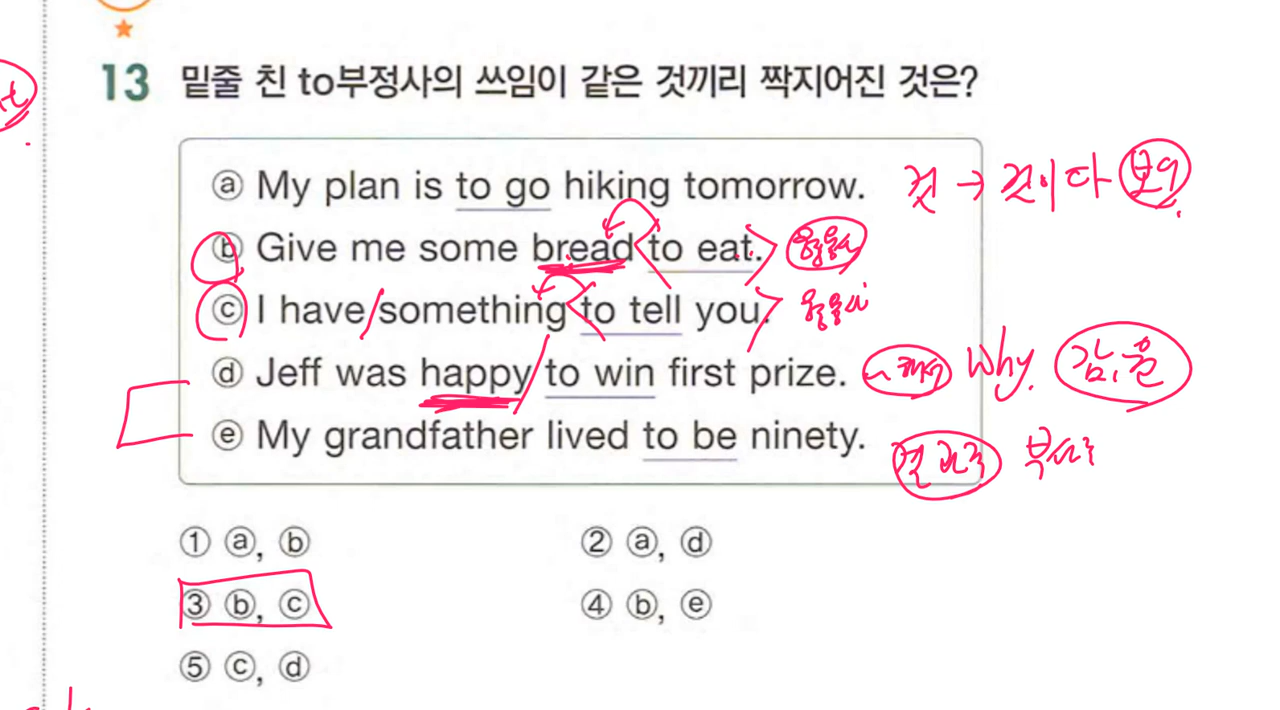 13 밑줄 친 to부정사의 쓰임이 같은 것끼리 짝지어진 것은?
ⓐ My plan is to go hiking tomorrow. 것 → 것이다 보어
ⓑ Give me some bread to eat. 형용사
ⓒ I have something to tell you. 형용사
ⓓ Jeff was happy to win first prize. Why. 감.원
ⓔ My grandfather lived to be ninety. 결과 부사
① ⓐ, ⓑ ② ⓐ, ⓓ
③ ⓑ, ⓒ ④ ⓑ, ⓔ
⑤ ⓒ, ⓓ